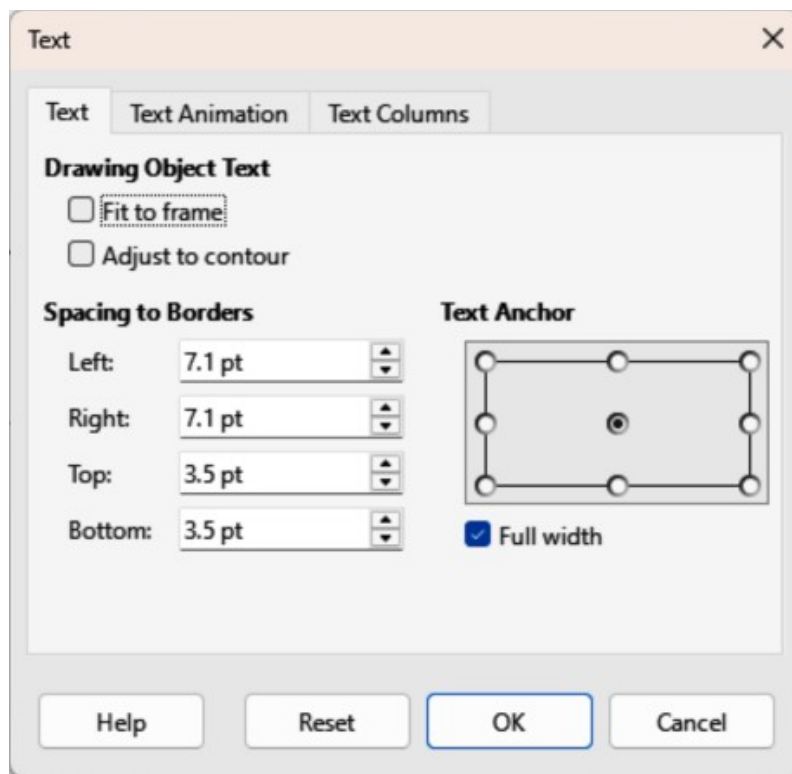 Text
Text Text Animation Text Columns
Drawing Object Text
Fit to frame
Adjust to contour
Spacing to Borders Text Anchor
Left: 7.1 pt
Right: 7.1 pt
Top: 3.5 pt
Bottom: 3.5 pt
Full width
Help Reset OK Cancel